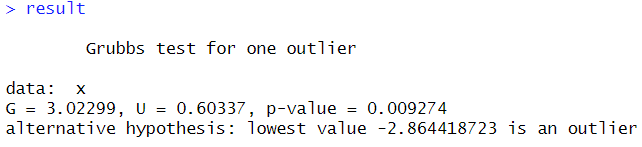 > result
Grubbs test for one outlier
data:  x
G = 3.02299, U = 0.60337, p-value = 0.009274
alternative hypothesis: lowest value -2.864418723 is an outlier